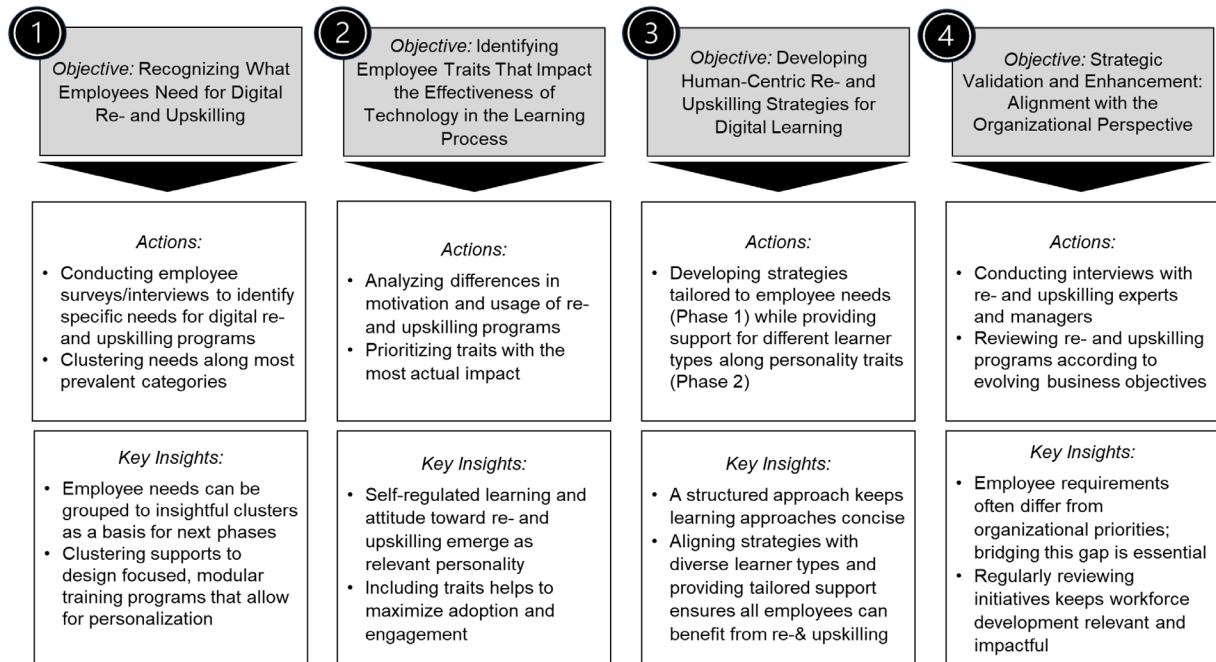 1
Objective: Recognizing What
Employees Need for Digital
Re- and Upskilling
Actions:
• Conducting employee
surveys/interviews to identify
specific needs for digital re-
and upskilling programs
• Clustering needs along most
prevalent categories
Key Insights:
• Employee needs can be
grouped to insightful clusters
as a basis for next phases
• Clustering supports to
design focused, modular
training programs that allow
for personalization
2
Objective: Identifying
Employee Traits That Impact
the Effectiveness of
Technology in the Learning
Process
Actions:
• Analyzing differences in
motivation and usage of re-
and upskilling programs
• Prioritizing traits with the
most actual impact
Key Insights:
• Self-regulated learning and
attitude toward re- and
upskilling emerge as
relevant personality
• Including traits helps to
maximize adoption and
engagement
3
Objective: Developing
Human-Centric Re- and
Upskilling Strategies for
Digital Learning
Actions:
• Developing strategies
tailored to employee needs
(Phase 1) while providing
support for different learner
types along personality traits
(Phase 2)
Key Insights:
• A structured approach keeps
learning approaches concise
• Aligning strategies with
diverse learner types and
providing tailored support
ensures all employees can
benefit from re-& upskilling
4
Objective: Strategic
Validation and Enhancement:
Alignment with the
Organizational Perspective
Actions:
• Conducting interviews with
re- and upskilling experts
and managers
• Reviewing re- and upskilling
programs according to
evolving business objectives
Key Insights:
• Employee requirements
often differ from
organizational priorities;
bridging this gap is essential
• Regularly reviewing
initiatives keeps workforce
development relevant and
impactful